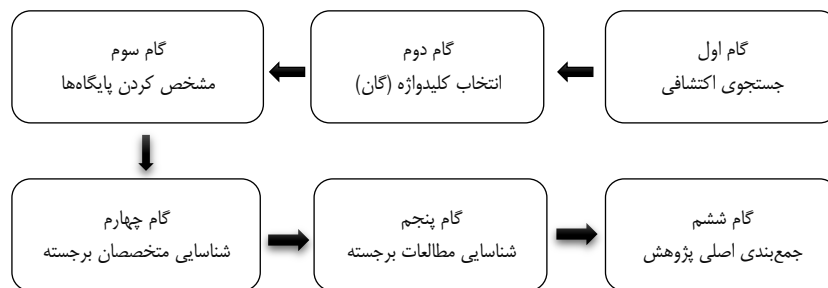 گام اول
جستجوی اکتشافی
گام دوم
انتخاب کلیدواژه (گان)
گام سوم
مشخص کردن پایگاه‌ها
گام چهارم
شناسایی متخصصان برجسته
گام پنجم
شناسایی مطالعات برجسته
گام ششم
جمع‌بندی اصلی پژوهش